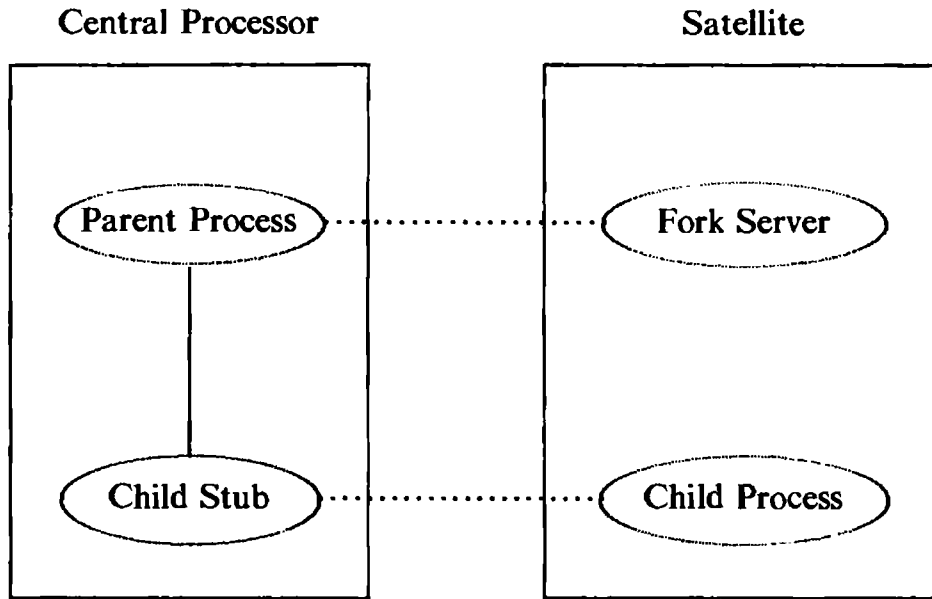 Central Processor
Satellite
Parent Process
Fork Server
Child Stub
Child Process